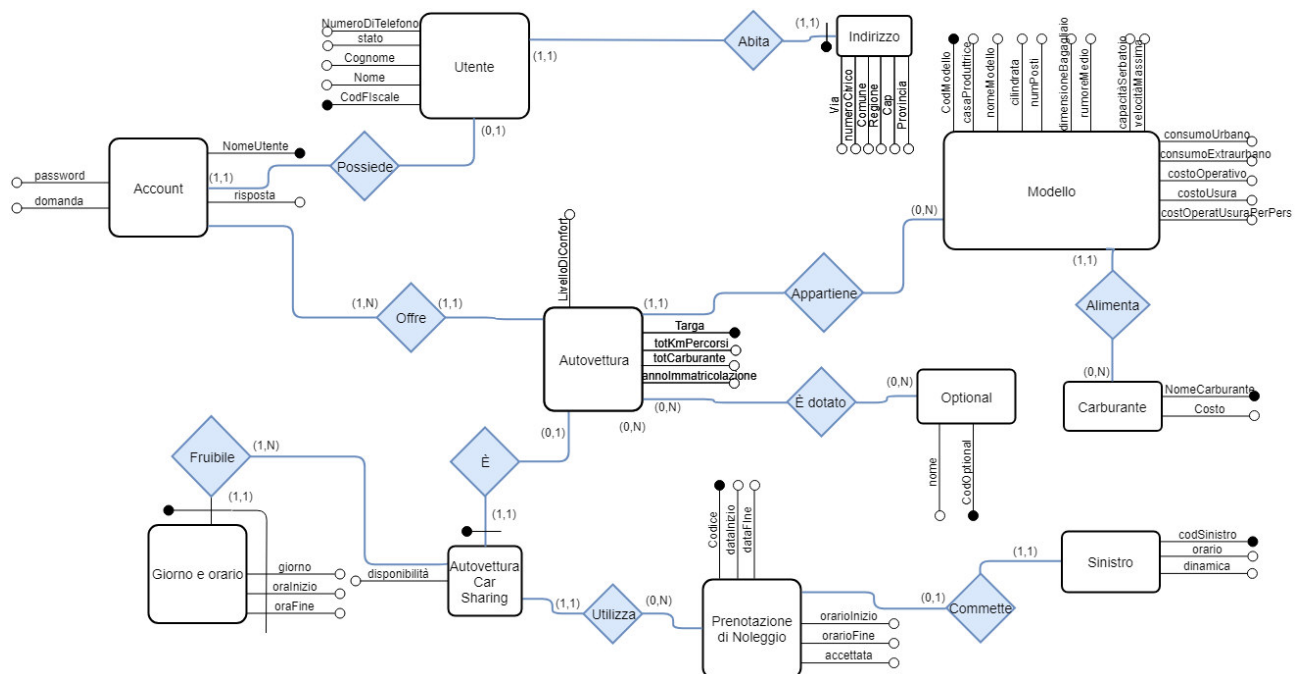 NumeroDiTelefono
stato
Cognome
Nome
CodFIscale
Utente
(1,1)
(0,1)
Abita
(1,1)
Indirizzo
Via
numeroCivico
Comune
Regione
Cap
Provincia
CodModello
casaProduttrice
nomeModello
cilindrata
numPosti
dimensioneBagagliaio
rumoreMedio
capacitàSerbatoio
velocitàMassima
consumoUrbano
consumoExtraurbano
costoOperativo
costoUsura
costOperatUsuraPerPers
Modello
(0,N)
(1,1)
password
domanda
Account
NomeUtente
(1,1)
risposta
Possiede
LivelloDiConfort
(1,N)
Offre
(1,1)
Autovettura
(1,1)
Appartiene
Alimenta
Targa
totKmPercorsi
totCarburante
annoImmatricolazione
(0,N)
(0,N)
(0,1)
È dotato
(0,N)
Optional
nome
CodOptional
(0,N)
Carburante
NomeCarburante
Costo
Fruibile
(1,N)
(1,1)
È
(1,1)
Giorno e orario
giorno
oraInizio
oraFine
disponibilità
Autovettura
Car
Sharing
(1,1)
Utilizza
(0,N)
Codice
dataInizio
dataFIne
Prenotazione
di Noleggio
orarioInizio
orarioFine
accettata
(0,1)
Commette
(1,1)
Sinistro
codSinistro
orario
dinamica